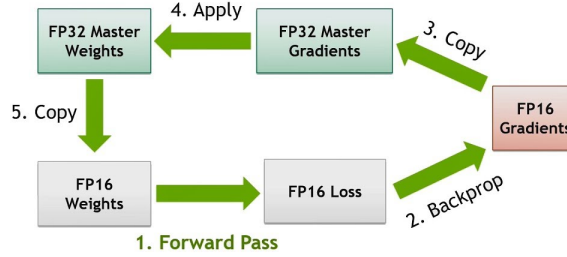 4. Apply
FP32 Master
Weights
FP32 Master
Gradients
3. Copy
5. Copy
FP16
Gradients
FP16
Weights
FP16 Loss
2. Backprop
1. Forward Pass